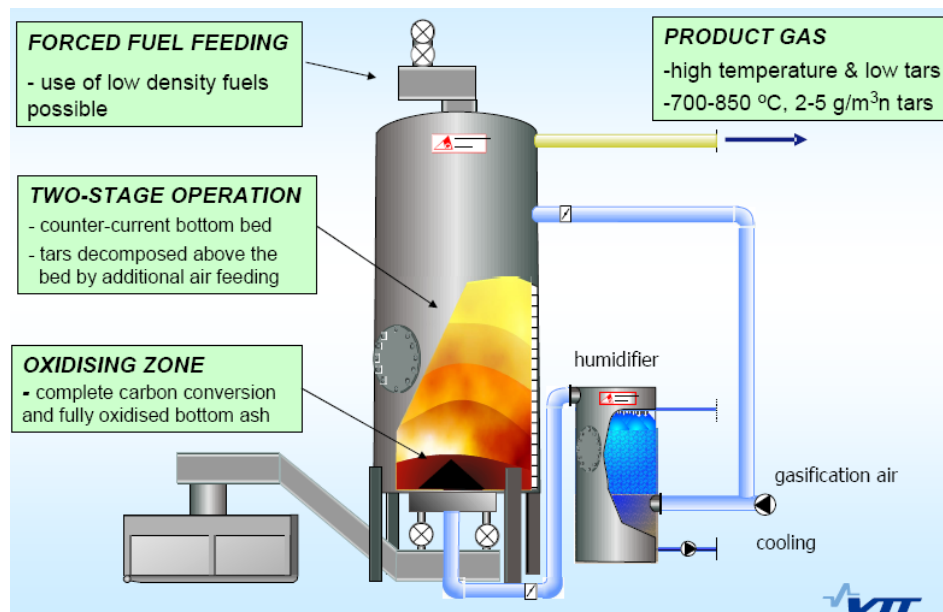 FORCED FUEL FEEDING
- use of low density fuels
possible
PRODUCT GAS
-high temperature & low tars
-700-850 ºC, 2-5 g/m³n tars
TWO-STAGE OPERATION
- counter-current bottom bed
- tars decomposed above the
bed by additional air feeding
OXIDISING ZONE
- complete carbon conversion
and fully oxidised bottom ash
humidifier
gasification air
cooling
VTT